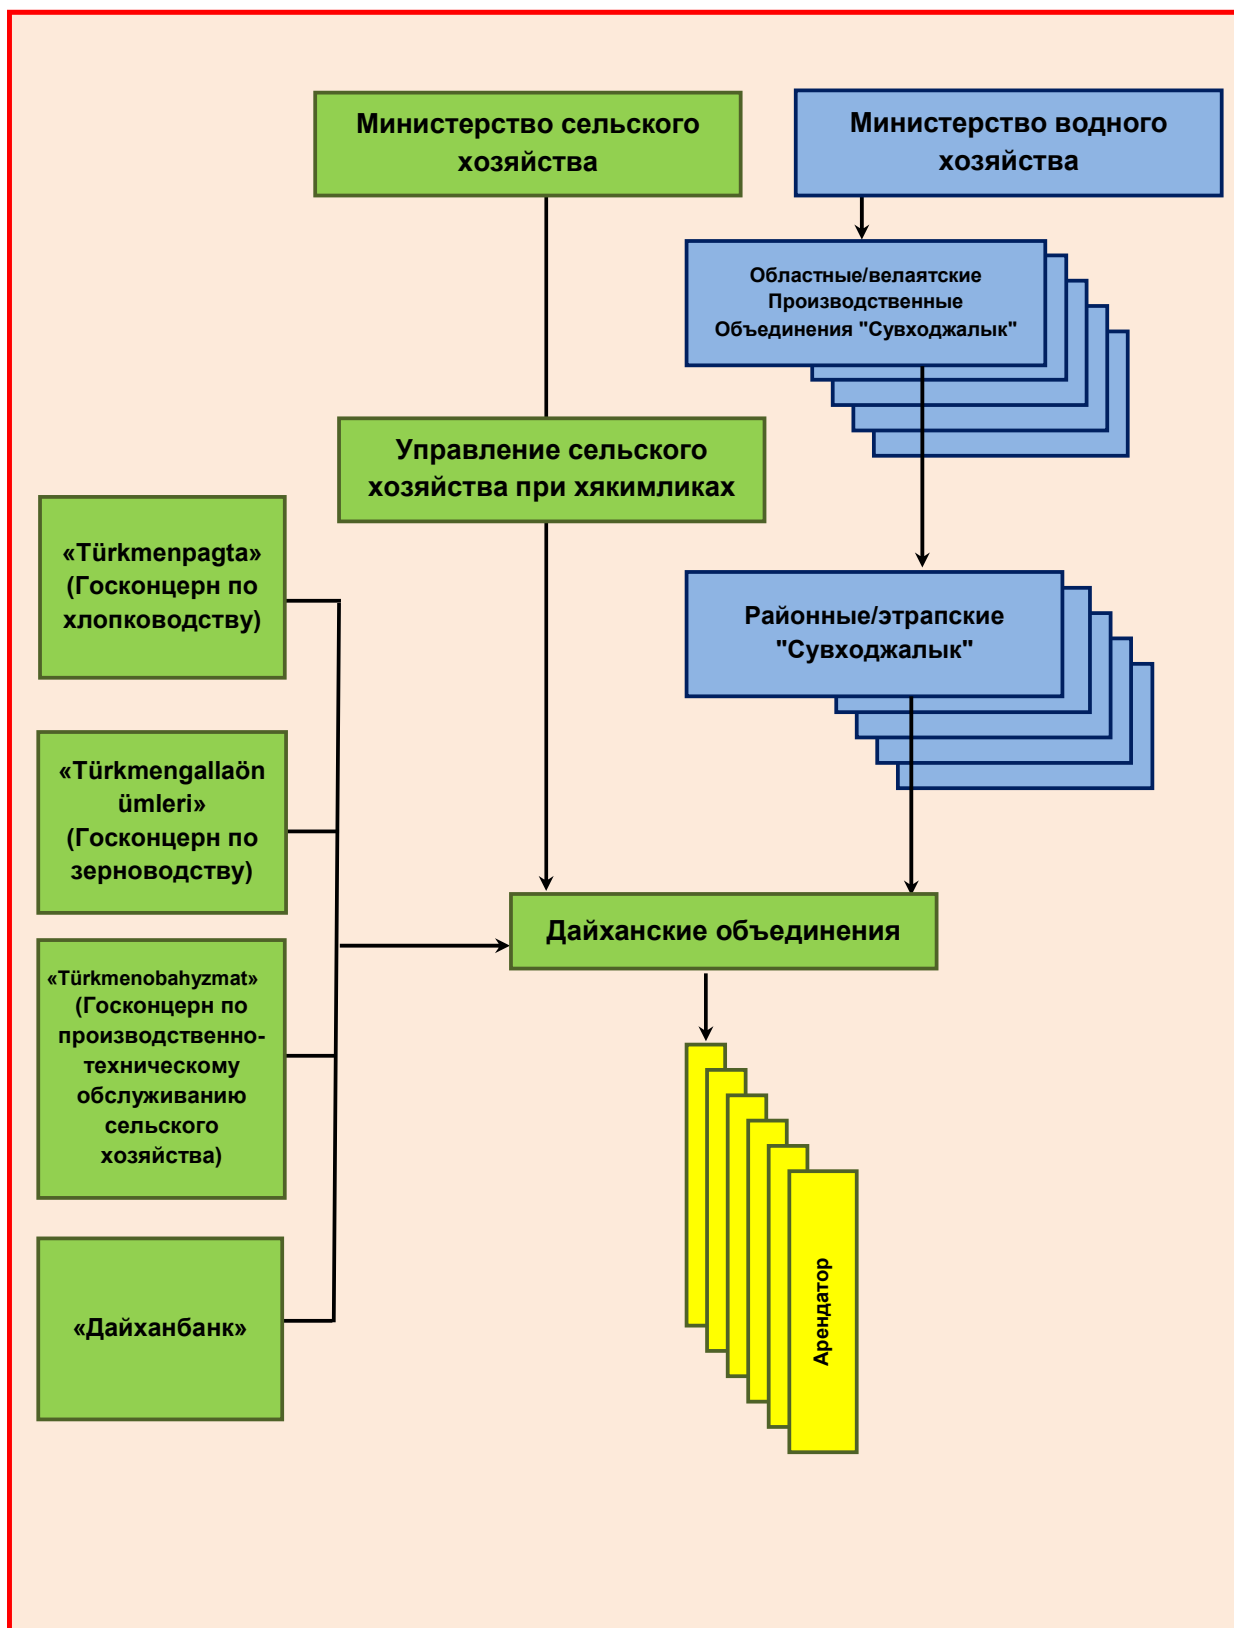 Министерство сельского
хозяйства
Министерство водного
хозяйства
Областные/велаятские
Производственные
Объединения "Сувходжалык"
Управление сельского
хозяйства при хякимликах
«Türkmenpagta»
(Госконцерн по
хлопководству)
Районные/этрапские
"Сувходжалык"
«Türkmengallaön
ümleri»
(Госконцерн по
зерноводству)
Дайханские объединения
«Türkmenobahyzmat»
(Госконцерн по
производственно-
техническому
обслуживанию
сельского
хозяйства)
«Дайханбанк»
Арендатор